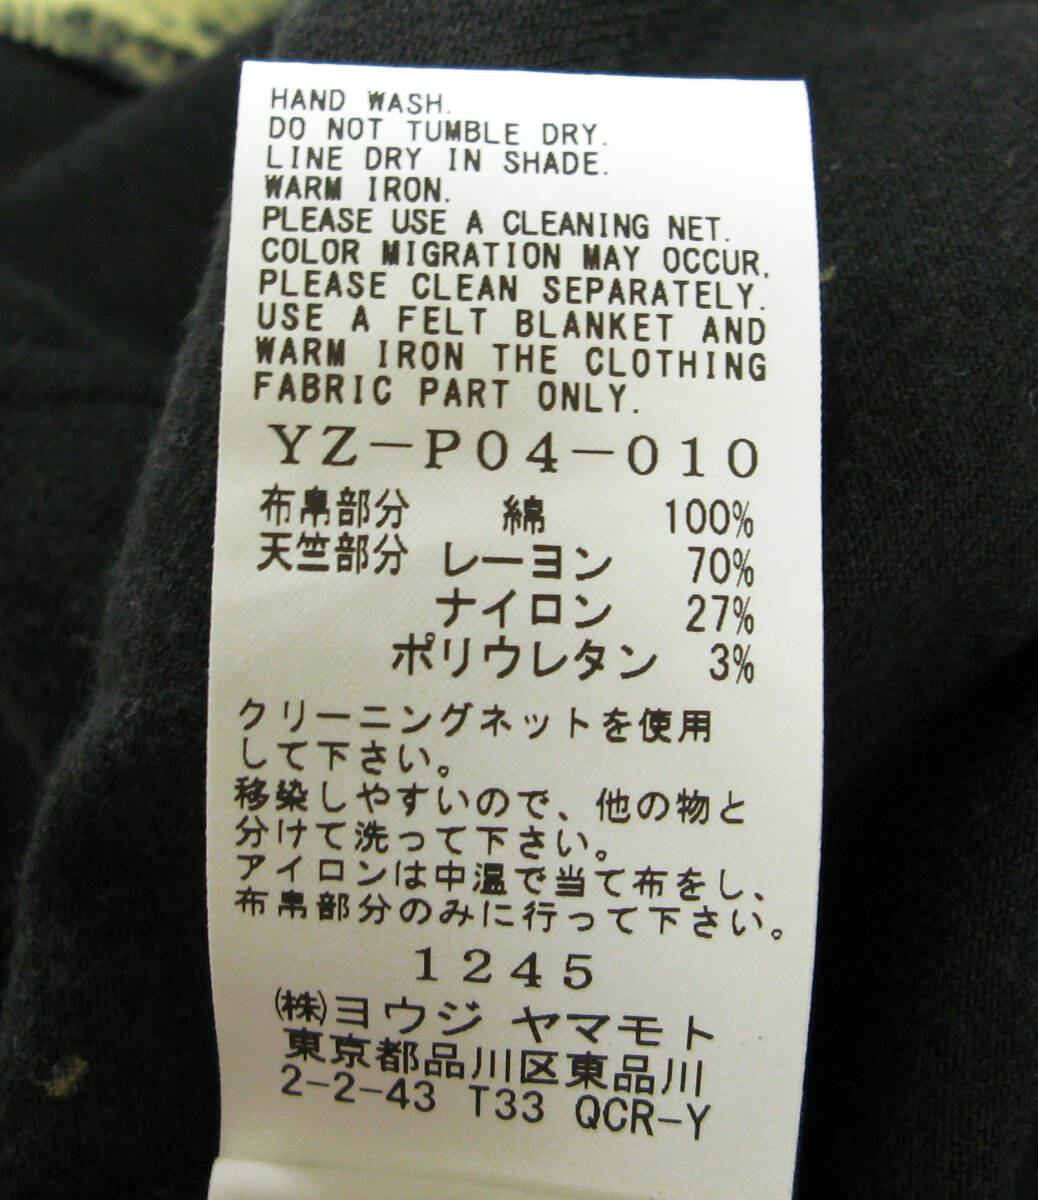 HAND WASH.
DO NOT TUMBLE DRY.
LINE DRY IN SHADE.
WARM IRON.
PLEASE USE A CLEANING NET.
COLOR MIGRATION MAY OCCUR,
PLEASE CLEAN SEPARATELY.
USE A FELT BLANKET AND
WARM IRON THE CLOTHING
FABRIC PART ONLY.
YZ-P04-010
布帛部分 綿 100%
天竺部分 レーヨン 70%
ナイロン 27%
ポリウレタン 3%
クリーニングネットを使用
して下さい。
移染しやすいので、他の物と
分けて洗って下さい。
アイロンは中温で当て布をし、
布帛部分のみに行って下さい。
1245
㈱ヨウジ ヤマモト
東京都品川区東品川
2-2-43 T33 QCR-Y